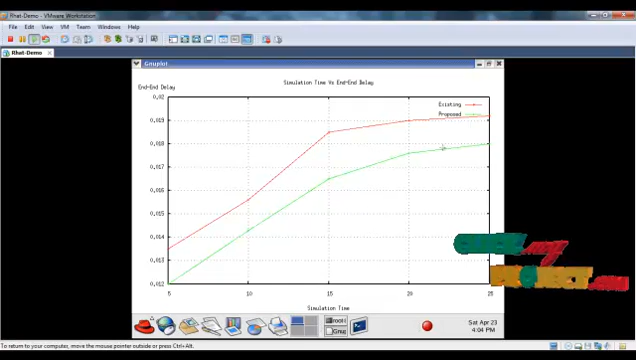 Rhat-Demo - VMware Workstation
File Edit View VM Team Windows Help
Rhat-Demo
Gnuplot
Simulation Time Vs End-End Delay
End-End Delay
0.02
Existing
0.019
Proposed
0.018
0.017
0.016
0.015
0.014
0.013
0.012
5 10 15 20 25
Simulation Time
Sat Apr 23
4:04 PM
To return to your computer, move the mouse pointer outside or press Ctrl+Alt.